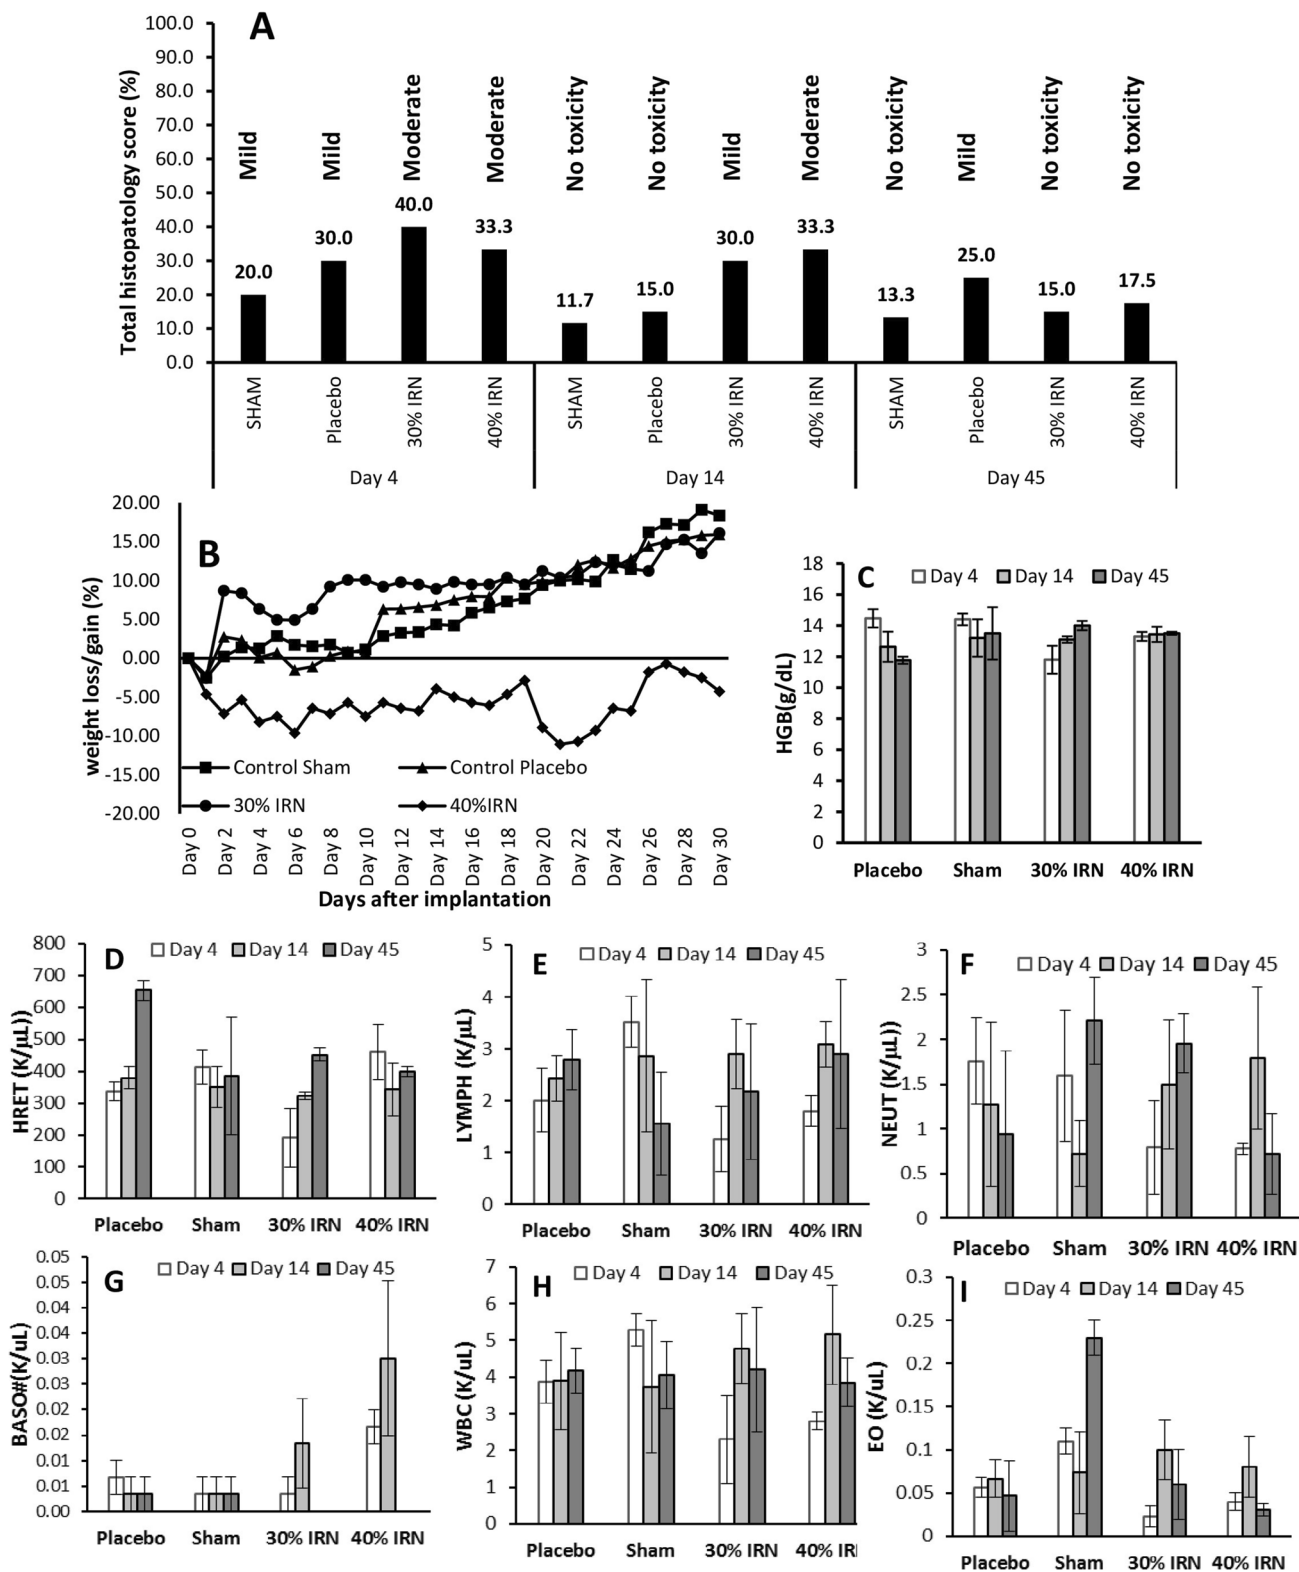 A
Total histopatology score (%)
100.0
90.0
80.0
70.0
60.0
50.0
40.0
30.0
20.0
10.0
0.0
Mild
Mild
Moderate
Moderate
No toxicity
No toxicity
Mild
Moderate
No toxicity
Mild
No toxicity
No toxicity
20.0
30.0
40.0
33.3
11.7
15.0
30.0
33.3
13.3
25.0
15.0
17.5
SHAM
Placebo
30% IRN
40% IRN
SHAM
Placebo
30% IRN
40% IRN
SHAM
Placebo
30% IRN
40% IRN
Day 4
Day 14
Day 45
B
weight loss/gain (%)
20.00
15.00
10.00
5.00
0.00
-5.00
-10.00
-15.00
-20.00
Control Sham
Control Placebo
30% IRN
40%IRN
Day 0
Day 2
Day 4
Day 6
Day 8
Day 10
Day 12
Day 14
Day 16
Day 18
Day 20
Day 22
Day 24
Day 26
Day 28
Day 30
Days after implantation
C
Day 4 Day 14 Day 45
HGB(g/dL)
18
16
14
12
10
8
6
4
2
0
Placebo Sham 30% IRN 40% IRN
D
Day 4 Day 14 Day 45
HRET (K/µL))
800
700
600
500
400
300
200
100
0
Placebo Sham 30% IRN 40% IRN
E
Day 4 Day 14 Day 45
LYMPH (K/µL)
5
4
3
2
1
0
Placebo Sham 30% IRN 40% IRN
F
Day 4 Day 14 Day 45
NEUT (K/µL))
3
2.5
2
1.5
1
0.5
0
Placebo Sham 30% IRN 40% IRN
G
Day 4 Day 14 Day 45
BASO#(K/uL)
0.05
0.05
0.04
0.04
0.03
0.03
0.02
0.02
0.01
0.01
0.00
Placebo Sham 30% IRN 40% IRN
H
Day 4 Day 14 Day 45
WBC (K/uL)
7
6
5
4
3
2
1
0
Placebo Sham 30% IRN 40% IRI
I
Day 4 Day 14 Day 45
EO (K/uL)
0.3
0.25
0.2
0.15
0.1
0.05
0
Placebo Sham 30% IRN 40% IRN